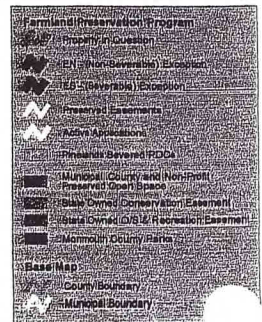 Farmland Preservation Program
Property in Question
EN - (Non-Severable) Exception
ES - (Severable) Exception
Preserved Easements
Active Applications
Pinelands Severed PDCs
Municipal, County and Non-Profit
Preserved Open Space
State Owned Conservation Easement
State Owned O/S & Recreation Easement
Monmouth County Parks
Base Map
County Boundary
Municipal Boundary